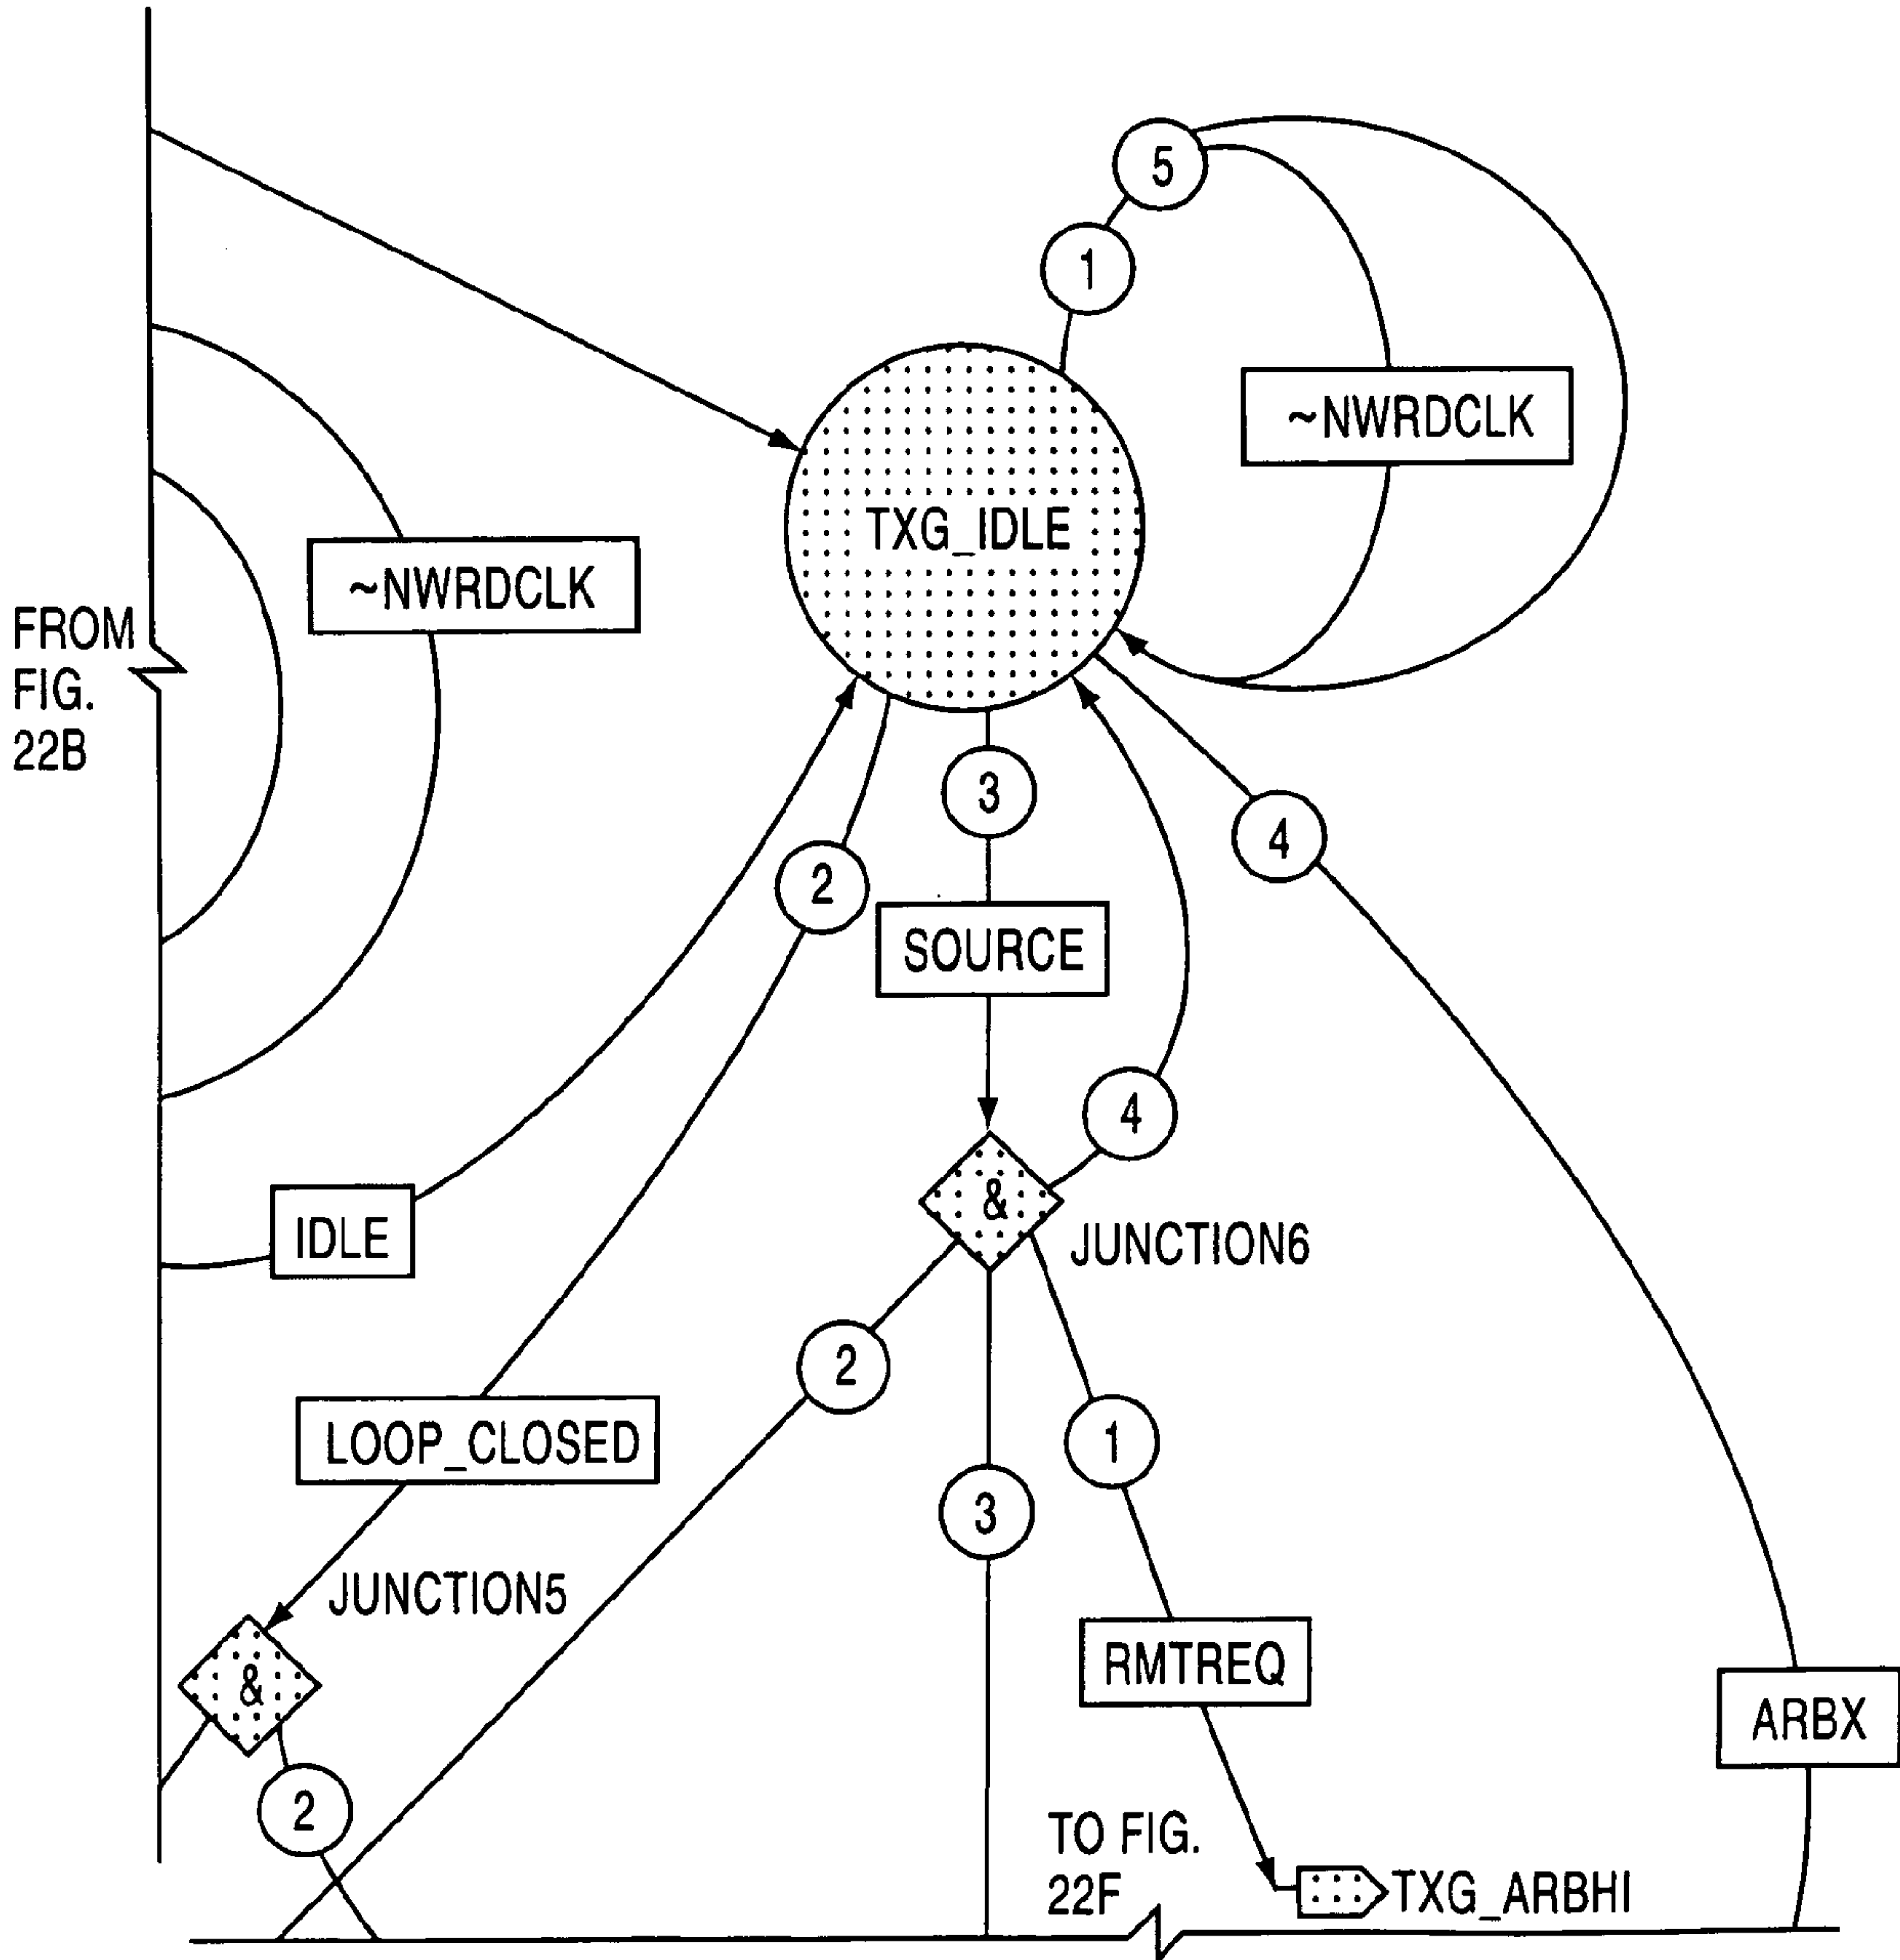 5
1
~NWRDCLK
TXG_IDLE
~NWRDCLK
FROM
FIG.
22B
3
4
2
SOURCE
4
&
IDLE
JUNCTION6
2
1
LOOP_CLOSED
3
JUNCTION5
RMTREQ
&
ARBX
2
TO FIG.
22F
TXG_ARBHI